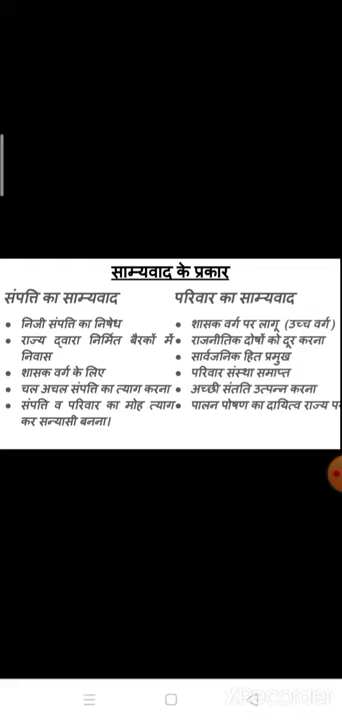 साम्यवाद के प्रकार
संपत्ति का साम्यवाद
निजी संपत्ति का निषेध
राज्य द्वारा निर्मित बैरकों में
निवास
शासक वर्ग के लिए
चल अचल संपत्ति का त्याग करना
संपत्ति व परिवार का मोह त्याग
कर सन्यासी बनना।
परिवार का साम्यवाद
शासक वर्ग पर लागू (उच्च वर्ग)
राजनीतिक दोषों को दूर करना
सार्वजनिक हित प्रमुख
परिवार संस्था समाप्त
अच्छी संतति उत्पन्न करना
पालन पोषण का दायित्व राज्य पर
XRecorder